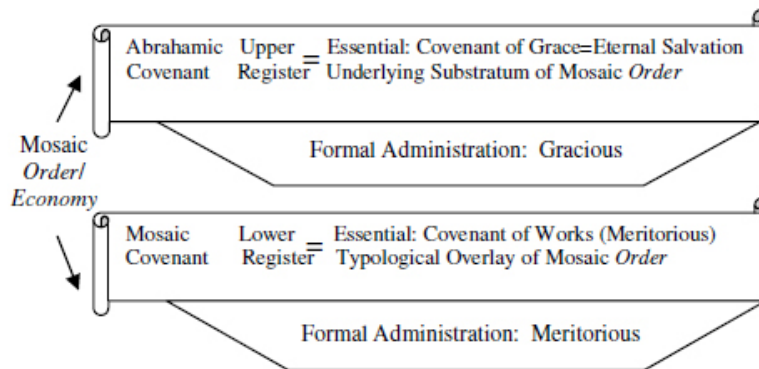 Abrahamic Upper = Essential: Covenant of Grace=Eternal Salvation
Covenant Register Underlying Substratum of Mosaic Order
Formal Administration: Gracious
Mosaic
Order/
Economy
Mosaic Lower = Essential: Covenant of Works (Meritorious)
Covenant Register Typological Overlay of Mosaic Order
Formal Administration: Meritorious